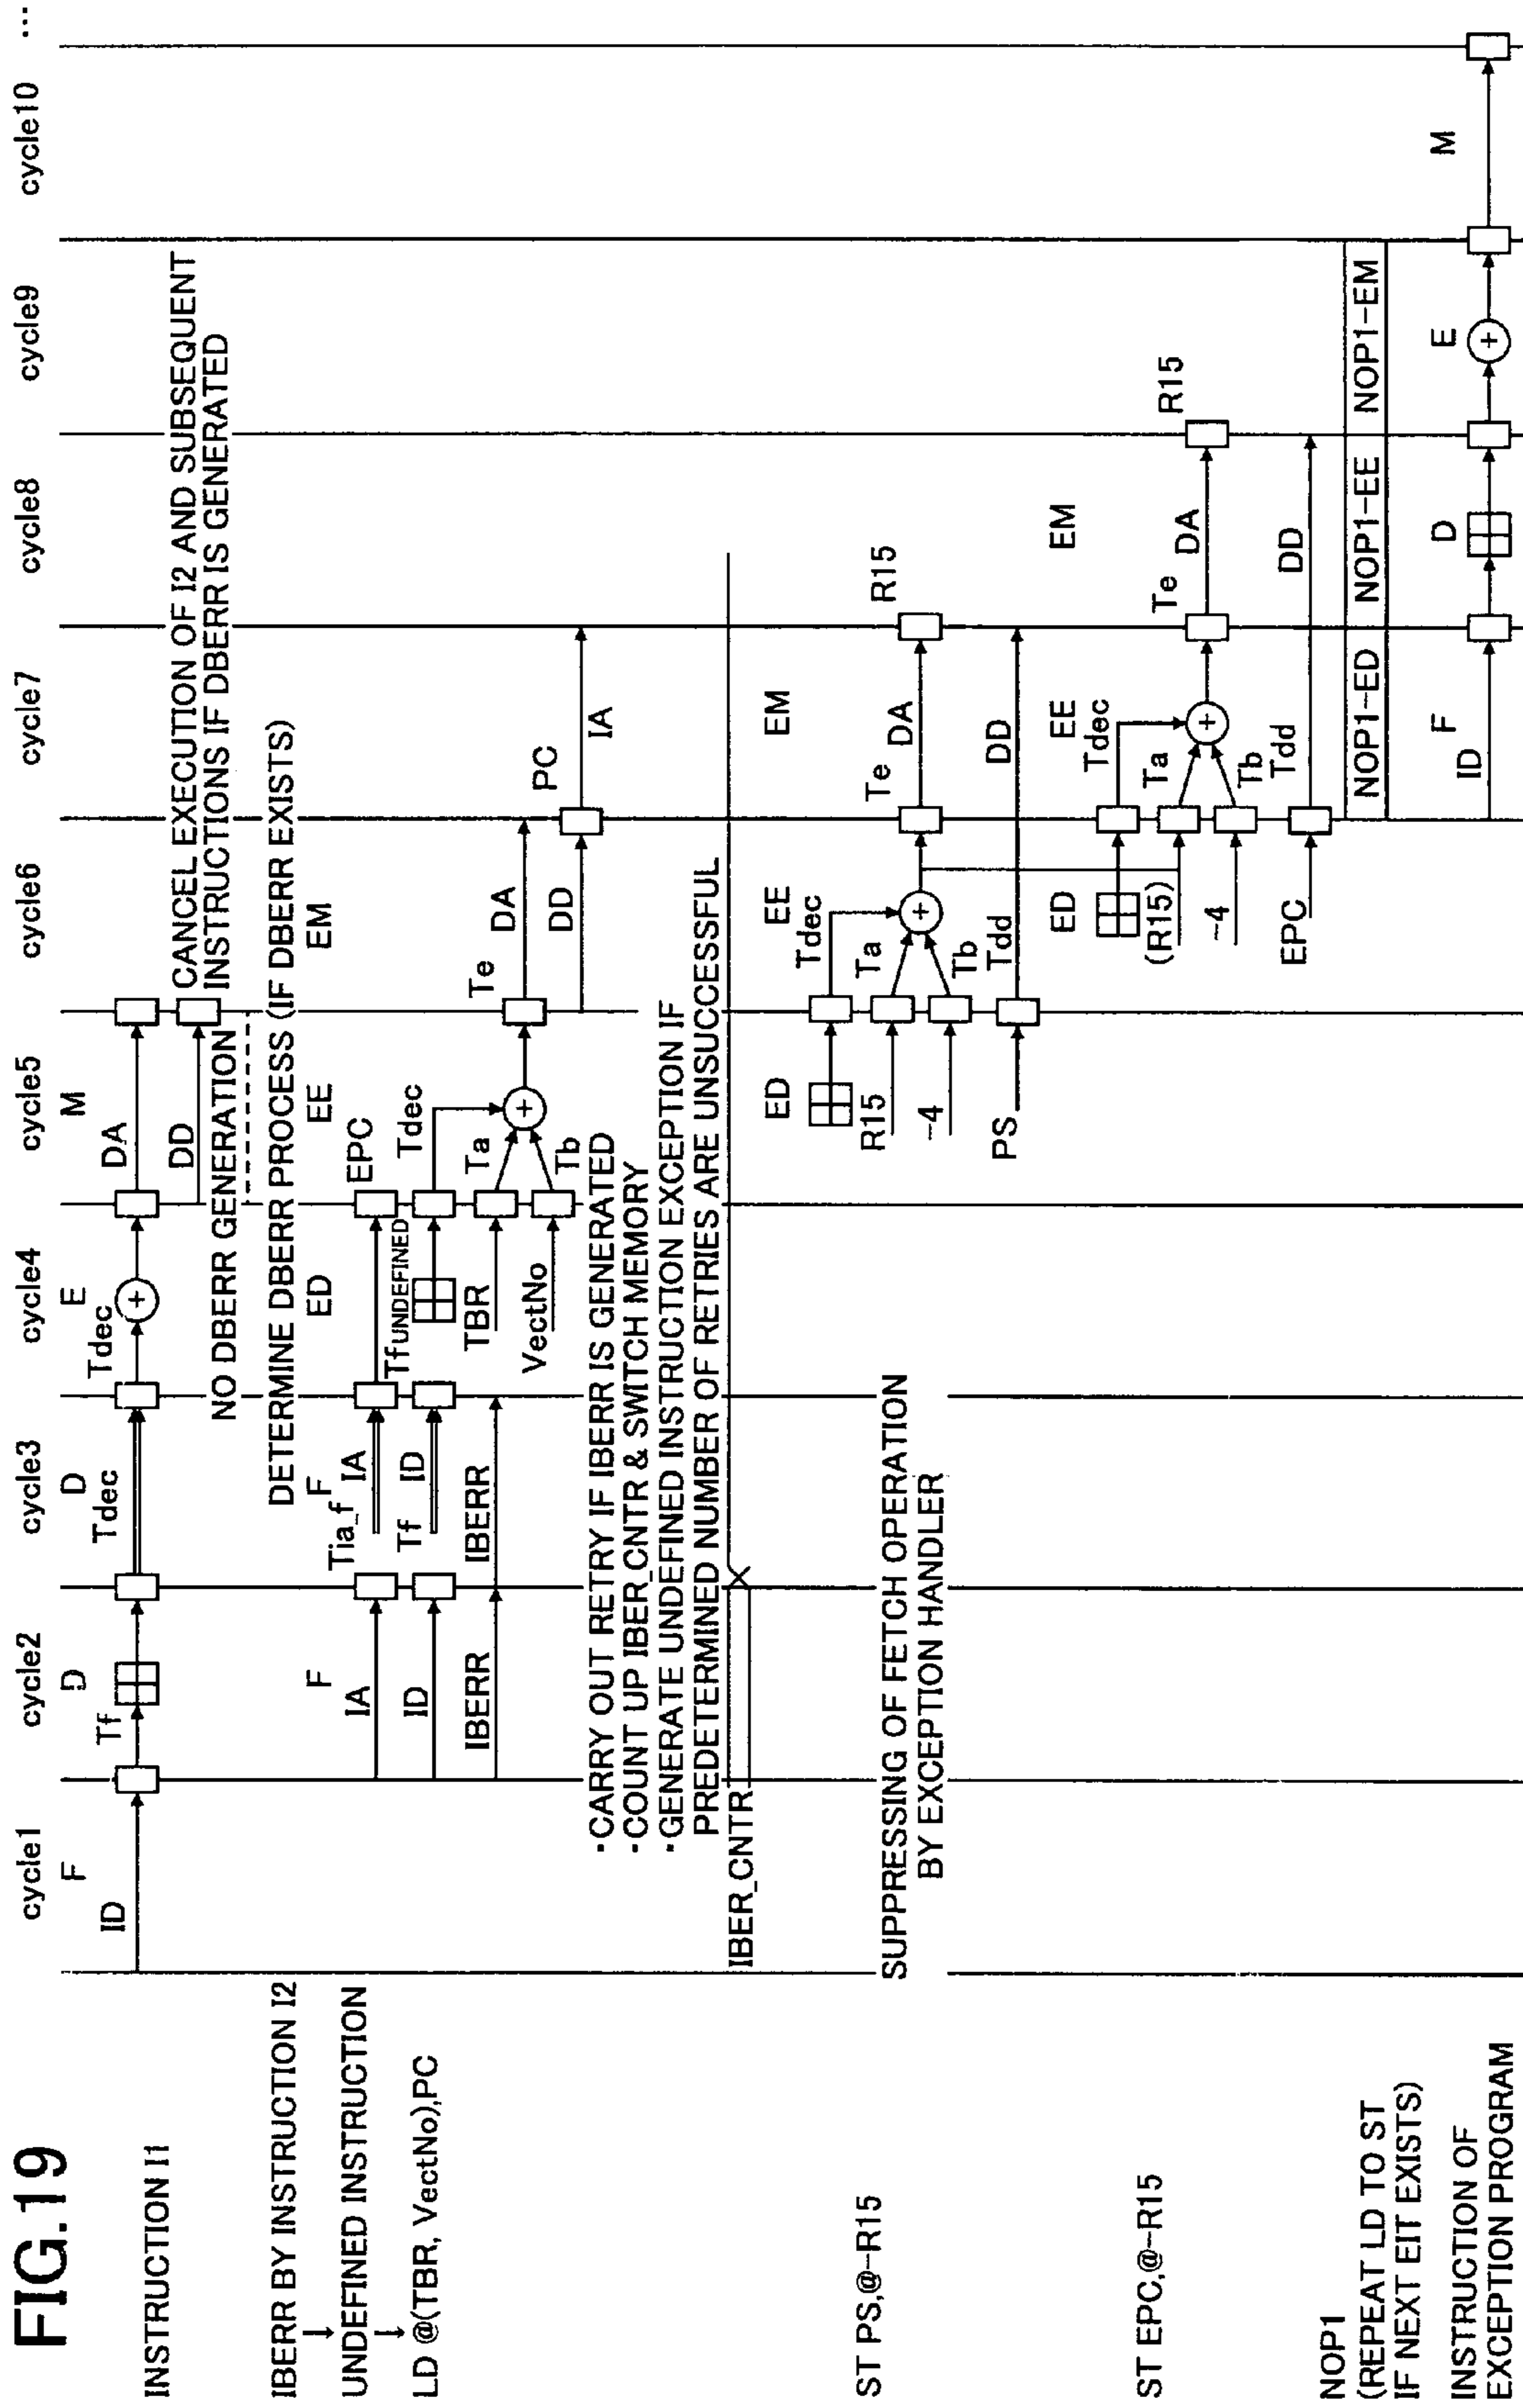 FIG.19
cycle1 cycle2 cycle3 cycle4 cycle5 cycle6 cycle7 cycle8 cycle9 cycle10 ...
INSTRUCTION I1
F D D E M
ID Tf Tdec Tdec DA
DD
CANCEL EXECUTION OF I2 AND SUBSEQUENT
INSTRUCTIONS IF DBERR IS GENERATED
NO DBERR GENERATION
DETERMINE DBERR PROCESS (IF DBERR EXISTS)
IBERR BY INSTRUCTION I2
↓
UNDEFINED INSTRUCTION
↓
LD @(TBR, VectNo),PC
F F ED EE EM
IA Tia_f IA EPC
ID Tf ID Tf UNDEFINED Tdec
IBERR IBERR TBR Ta Te DA PC
VectNo Tb DD IA
·CARRY OUT RETRY IF IBERR IS GENERATED
·COUNT UP IBER_CNTR & SWITCH MEMORY
·GENERATE UNDEFINED INSTRUCTION EXCEPTION IF
PREDETERMINED NUMBER OF RETRIES ARE UNSUCCESSFUL
IBER_CNTR
ST PS,@-R15
SUPPRESSING OF FETCH OPERATION
BY EXCEPTION HANDLER
ED EE EM
Tdec
R15 Ta Te DA R15
-4 Tb
PS Tdd DD
ST EPC,@-R15
ED EE EM
Tdec
(R15) Ta Te DA R15
-4 Tb
EPC Tdd DD
NOP1
(REPEAT LD TO ST
IF NEXT EIT EXISTS)
NOP1-ED NOP1-EE NOP1-EM
INSTRUCTION OF
EXCEPTION PROGRAM
F D E M
ID